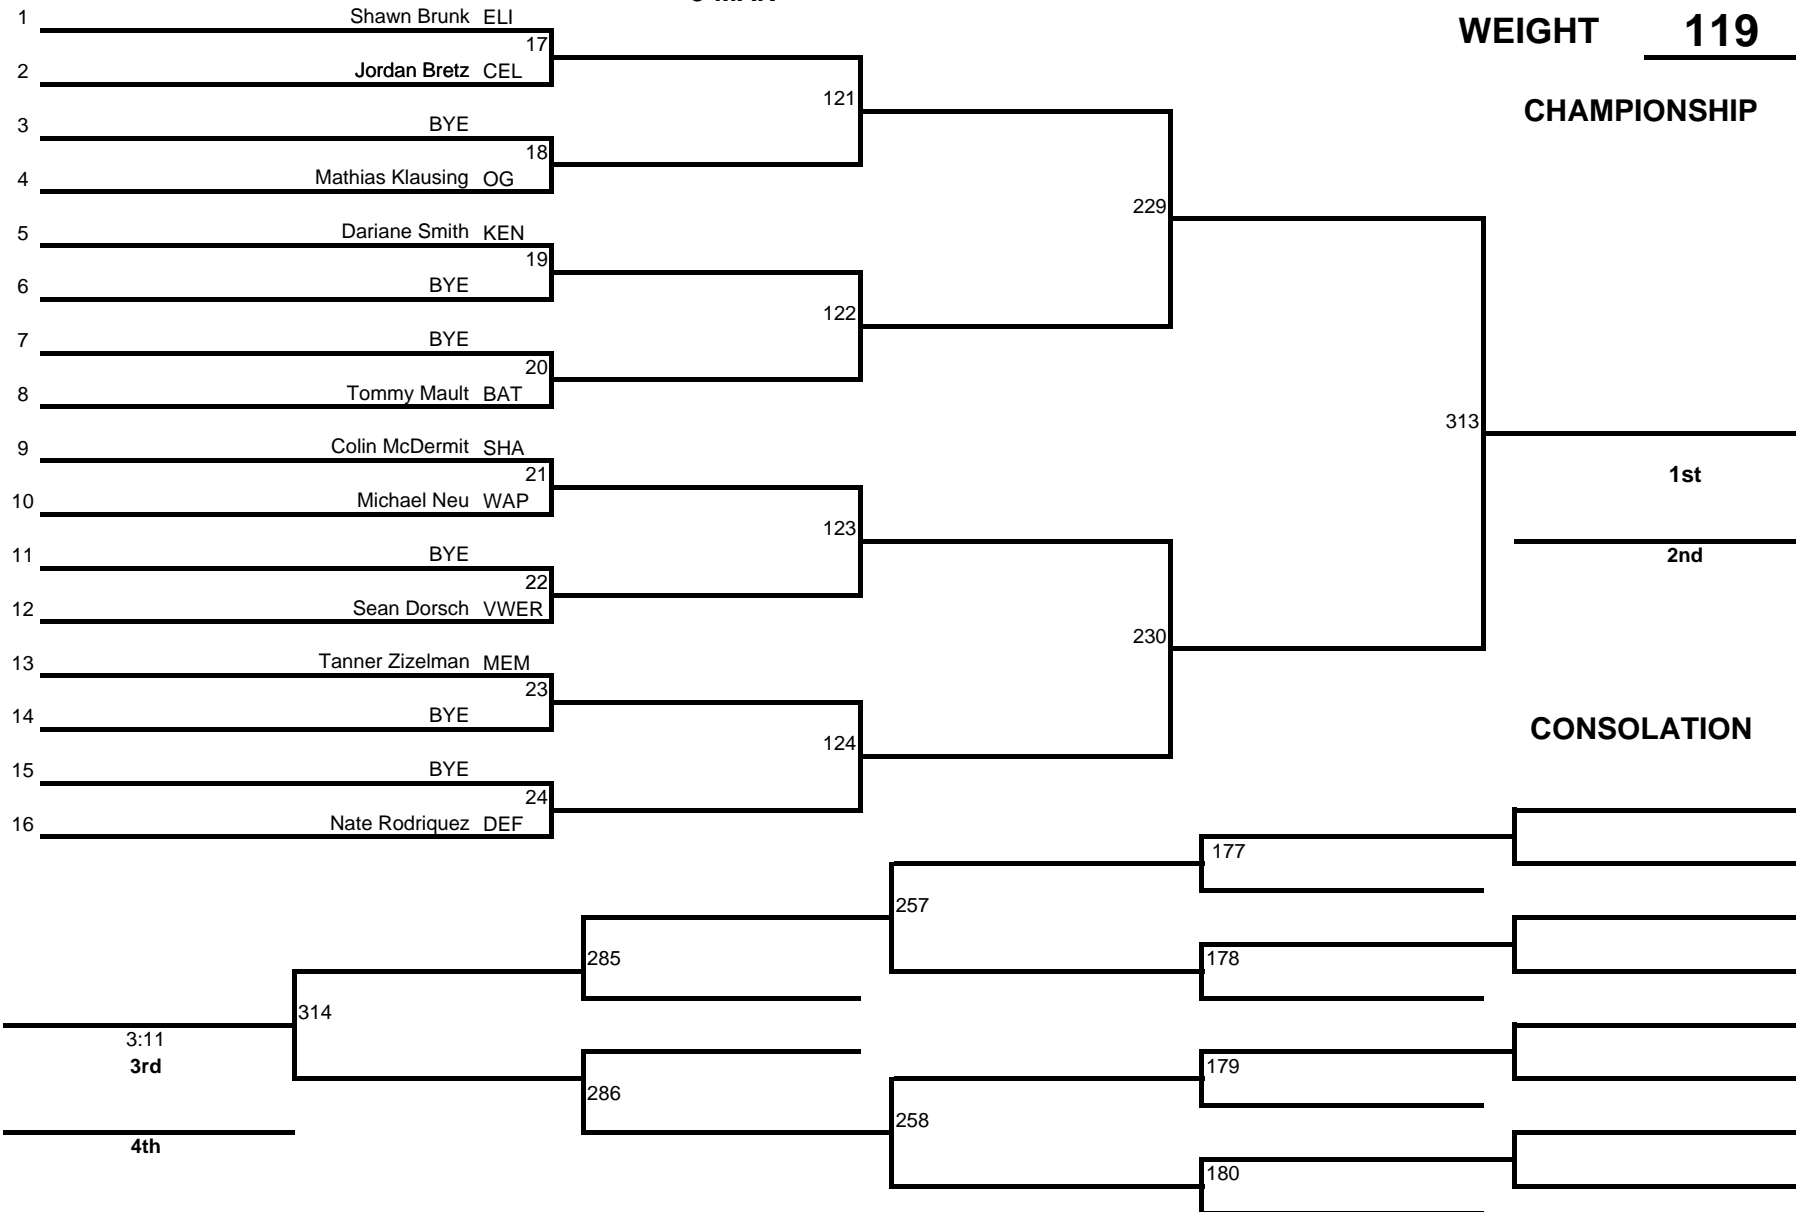 1 Shawn Brunk ELI
WEIGHT 119
17
2 Jordan Bretz CEL
121
CHAMPIONSHIP
3 BYE
18
4 Mathias Klausing OG
229
5 Dariane Smith KEN
19
6 BYE
122
7 BYE
20
8 Tommy Mault BAT
313
9 Colin McDermit SHA
21
1st
10 Michael Neu WAP
123
11 BYE
2nd
22
12 Sean Dorsch VWER
230
13 Tanner Zizelman MEM
23
14 BYE
CONSOLATION
124
15 BYE
24
16 Nate Rodriquez DEF
177
257
285
178
314
3:11
3rd
179
286
258
4th
180